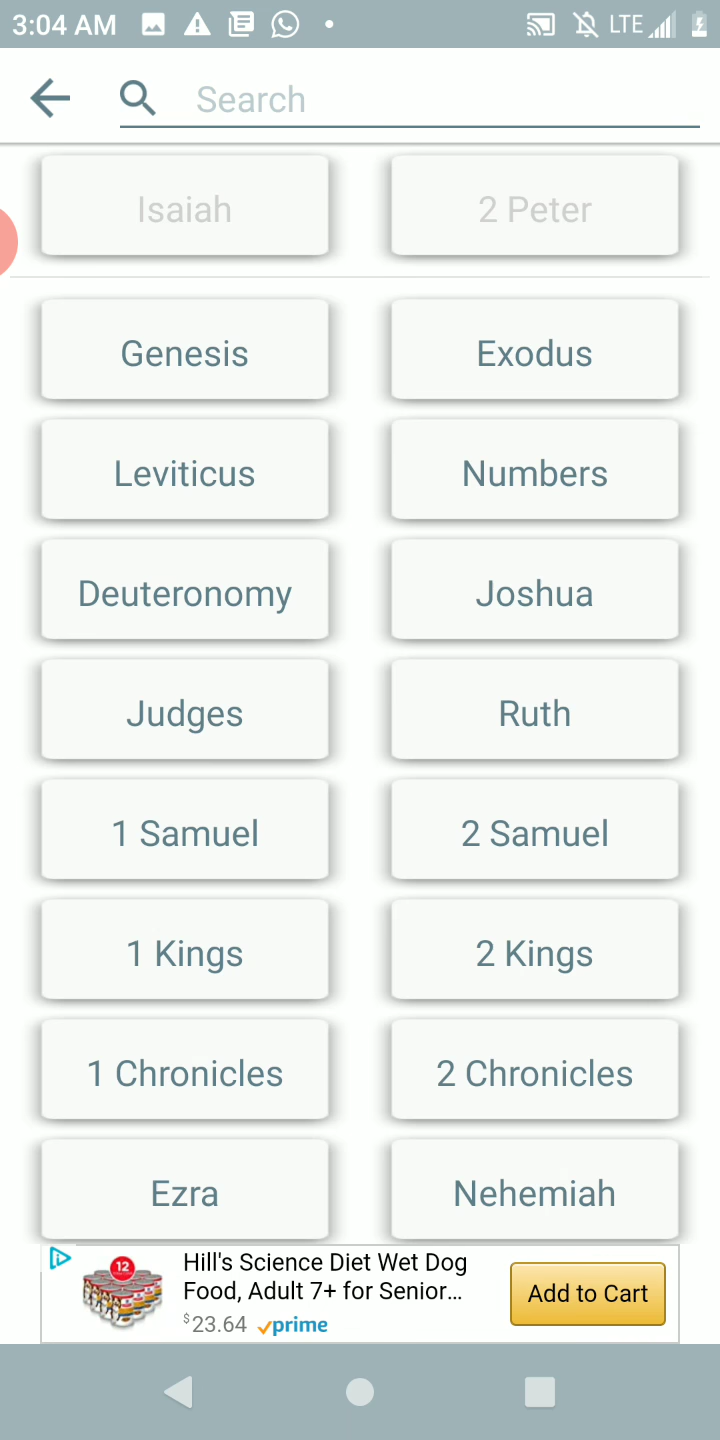 3:04 AM LTE
Search
Isaiah 2 Peter
Genesis Exodus
Leviticus Numbers
Deuteronomy Joshua
Judges Ruth
1 Samuel 2 Samuel
1 Kings 2 Kings
1 Chronicles 2 Chronicles
Ezra Nehemiah
12
Hill's Science Diet Wet Dog
Food, Adult 7+ for Senior...
$23.64 prime
Add to Cart